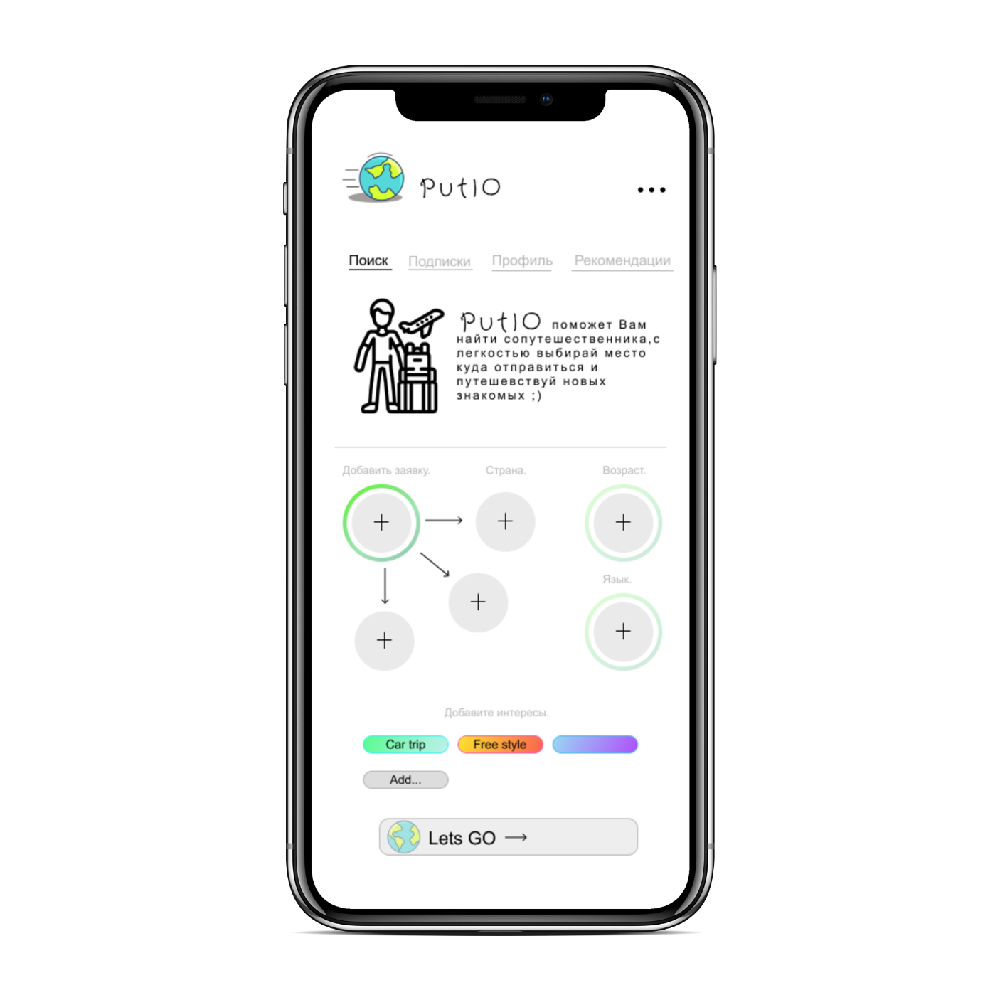 PutIO
Поиск Подписки Профиль Рекомендации
PutIO поможет Вам
найти сопутешественника,с
легкостью выбирай место
куда отправиться и
путешевствуй новых
знакомых ;)
Добавить заявку. Страна. Возраст.
Язык.
Добавите интересы.
Car trip Free style
Add...
Lets GO →